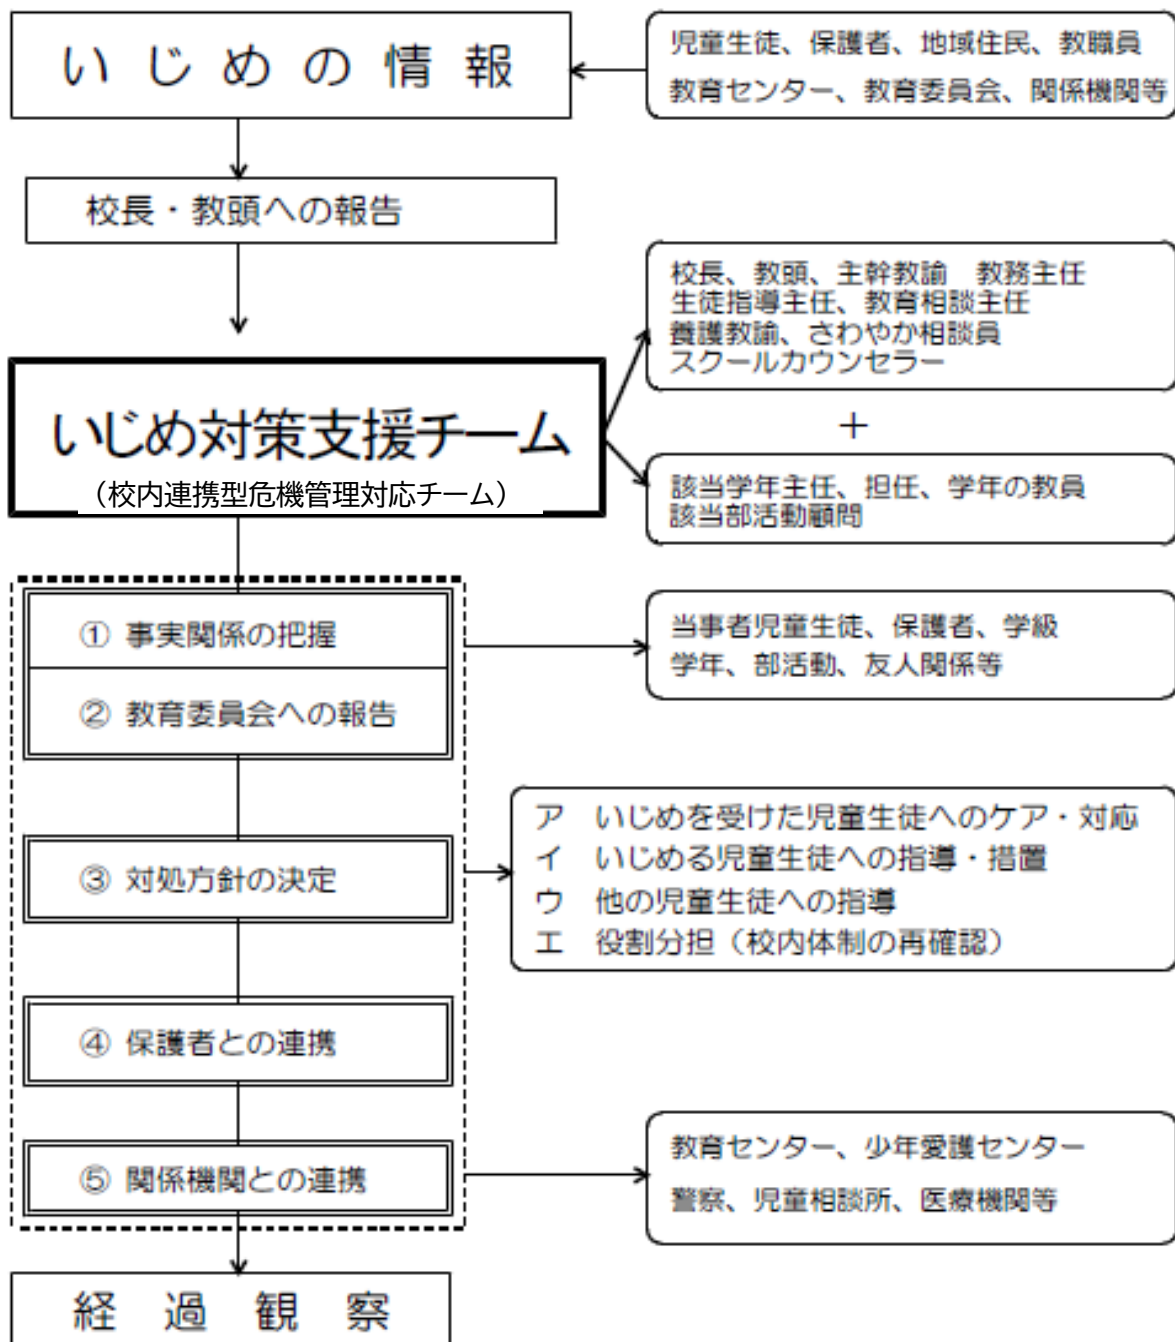 いじめの情報
児童生徒、保護者、地域住民、教職員
教育センター、教育委員会、関係機関等
校長・教頭への報告
校長、教頭、主幹教諭　教務主任
生徒指導主任、教育相談主任
養護教諭、さわやか相談員
スクールカウンセラー
＋
いじめ対策支援チーム
（校内連携型危機管理対応チーム）
該当学年主任、担任、学年の教員
該当部活動顧問
① 事実関係の把握
当事者児童生徒、保護者、学級
学年、部活動、友人関係等
② 教育委員会への報告
③ 対処方針の決定
ア　いじめを受けた児童生徒へのケア・対応
イ　いじめる児童生徒への指導・措置
ウ　他の児童生徒への指導
エ　役割分担（校内体制の再確認）
④ 保護者との連携
⑤ 関係機関との連携
教育センター、少年愛護センター
警察、児童相談所、医療機関等
経過観察